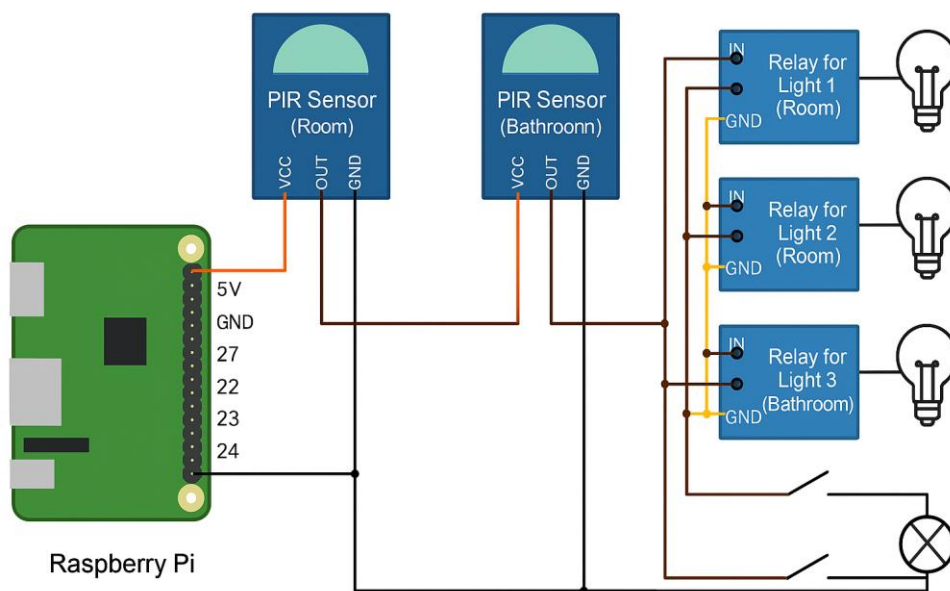 PIR Sensor
(Room)
VCC
OUT
GND
PIR Sensor
(Bathroonn)
VCC
OUT
GND
IN
GND
Relay for
Light 1
(Room)
IN
GND
Relay for
Light 2
(Room)
IN
GND
Relay for
Light 3
(Bathroom)
5V
GND
27
22
23
24
Raspberry Pi